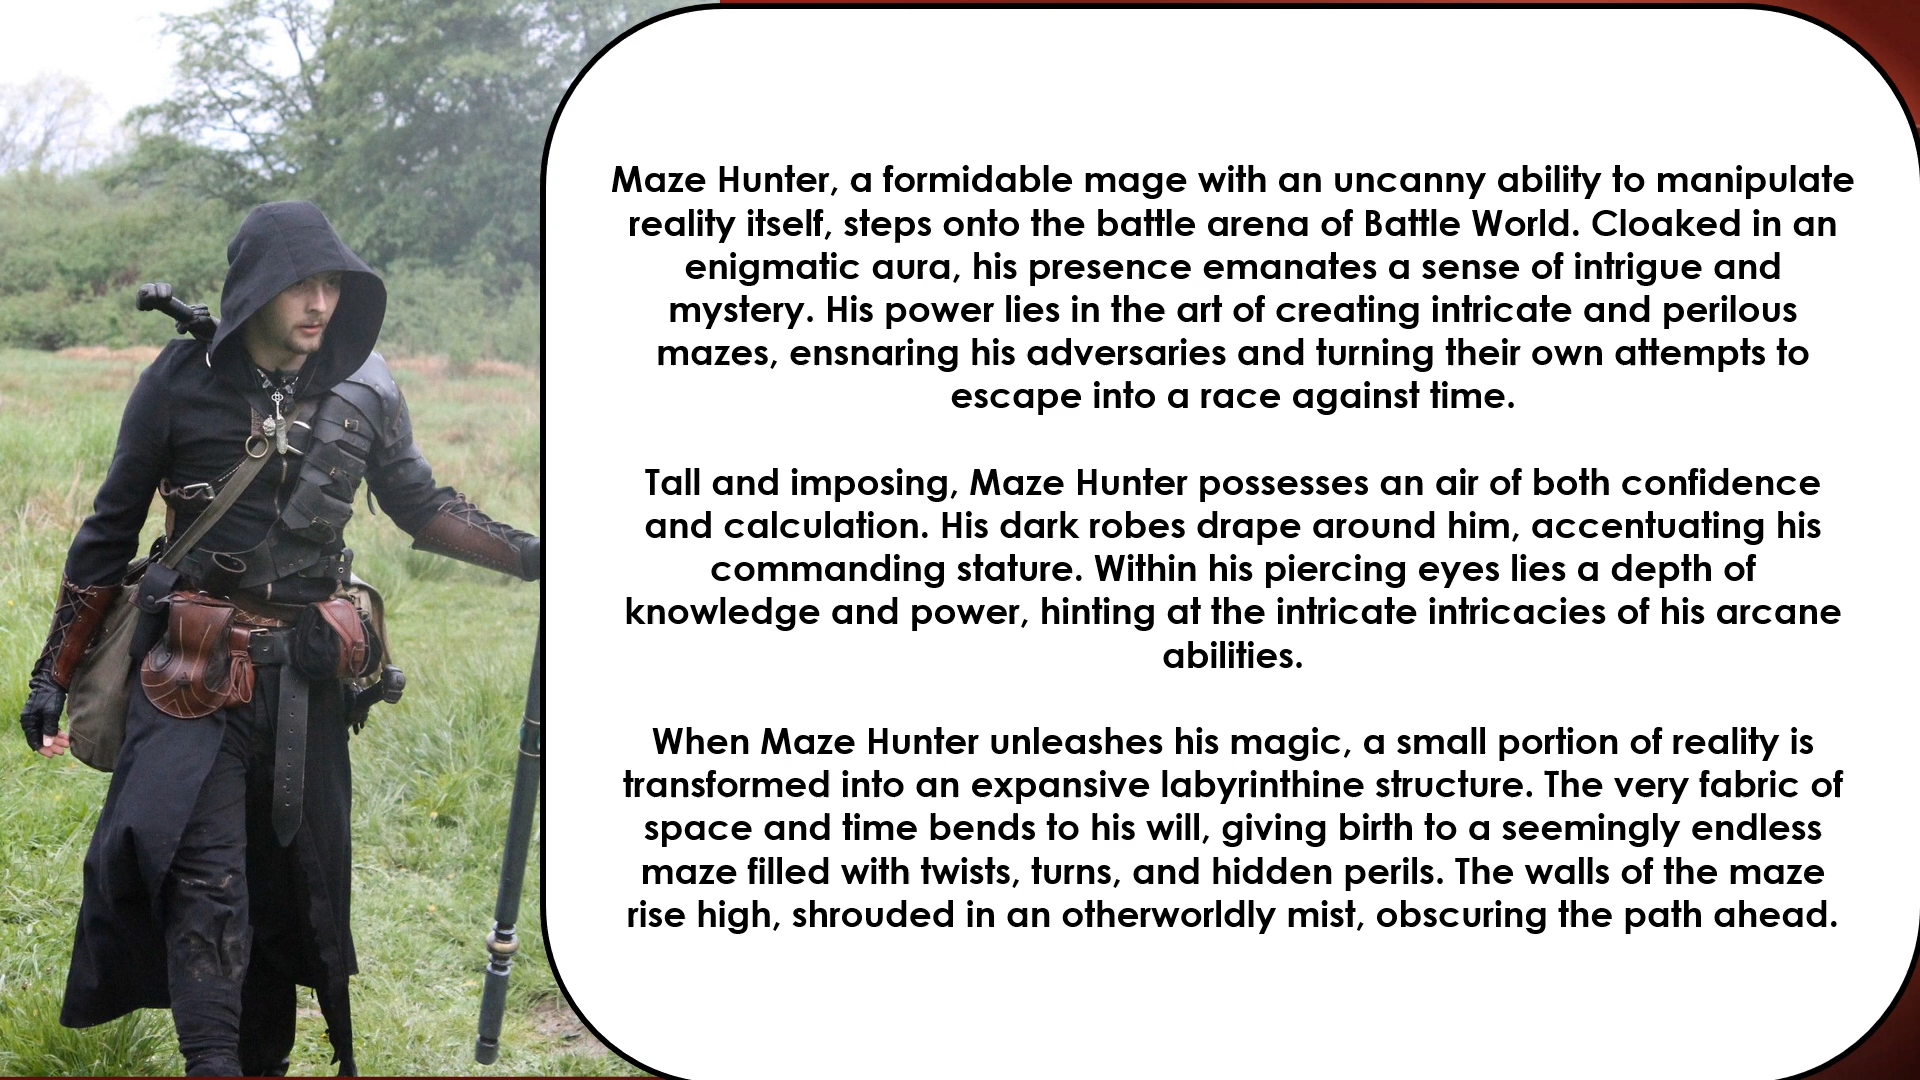 Maze Hunter, a formidable mage with an uncanny ability to manipulate
reality itself, steps onto the battle arena of Battle World. Cloaked in an
enigmatic aura, his presence emanates a sense of intrigue and
mystery. His power lies in the art of creating intricate and perilous
mazes, ensnaring his adversaries and turning their own attempts to
escape into a race against time.
Tall and imposing, Maze Hunter possesses an air of both confidence
and calculation. His dark robes drape around him, accentuating his
commanding stature. Within his piercing eyes lies a depth of
knowledge and power, hinting at the intricate intricacies of his arcane
abilities.
When Maze Hunter unleashes his magic, a small portion of reality is
transformed into an expansive labyrinthine structure. The very fabric of
space and time bends to his will, giving birth to a seemingly endless
maze filled with twists, turns, and hidden perils. The walls of the maze
rise high, shrouded in an otherworldly mist, obscuring the path ahead.